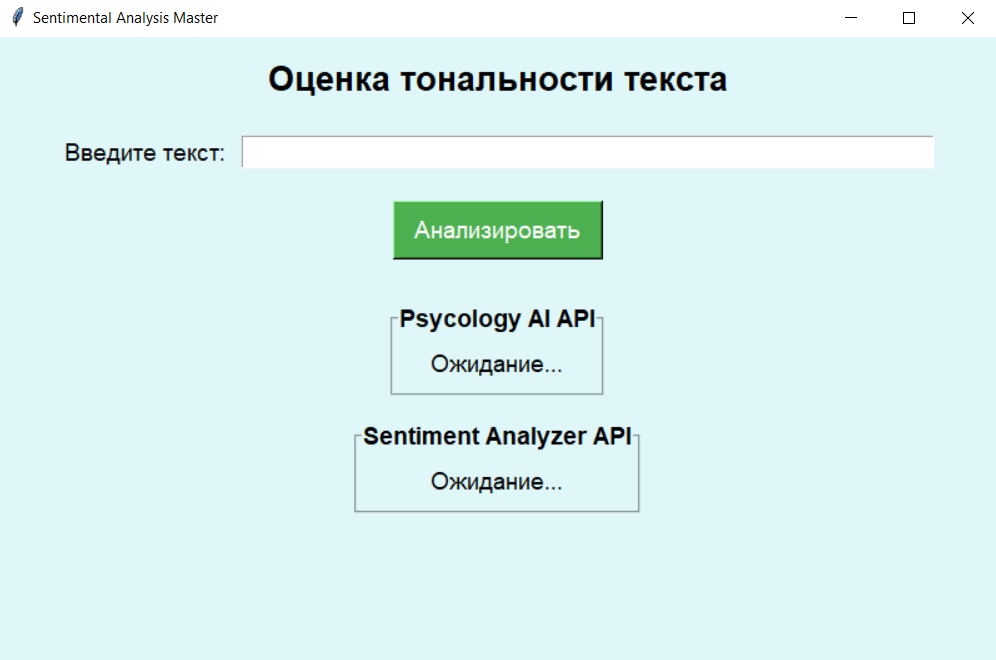 Sentimental Analysis Master
Оценка тональности текста
Введите текст:
Анализировать
Psycology AI API
Ожидание...
Sentiment Analyzer API
Ожидание...